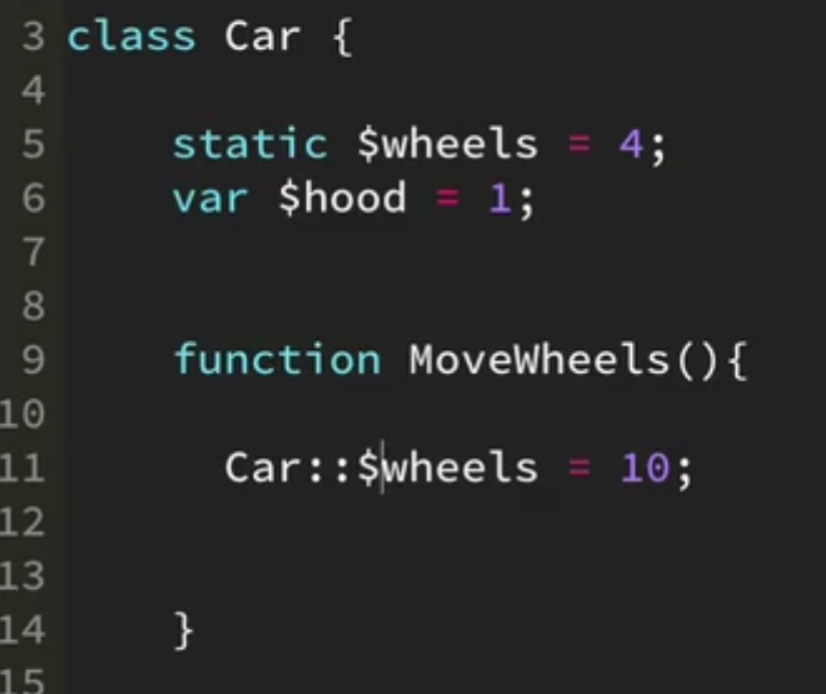 3 class Car {
4
5 static $wheels = 4;
6 var $hood = 1;
7
8
9 function MoveWheels(){
10
11 Car::$wheels = 10;
12
13
14 }
15